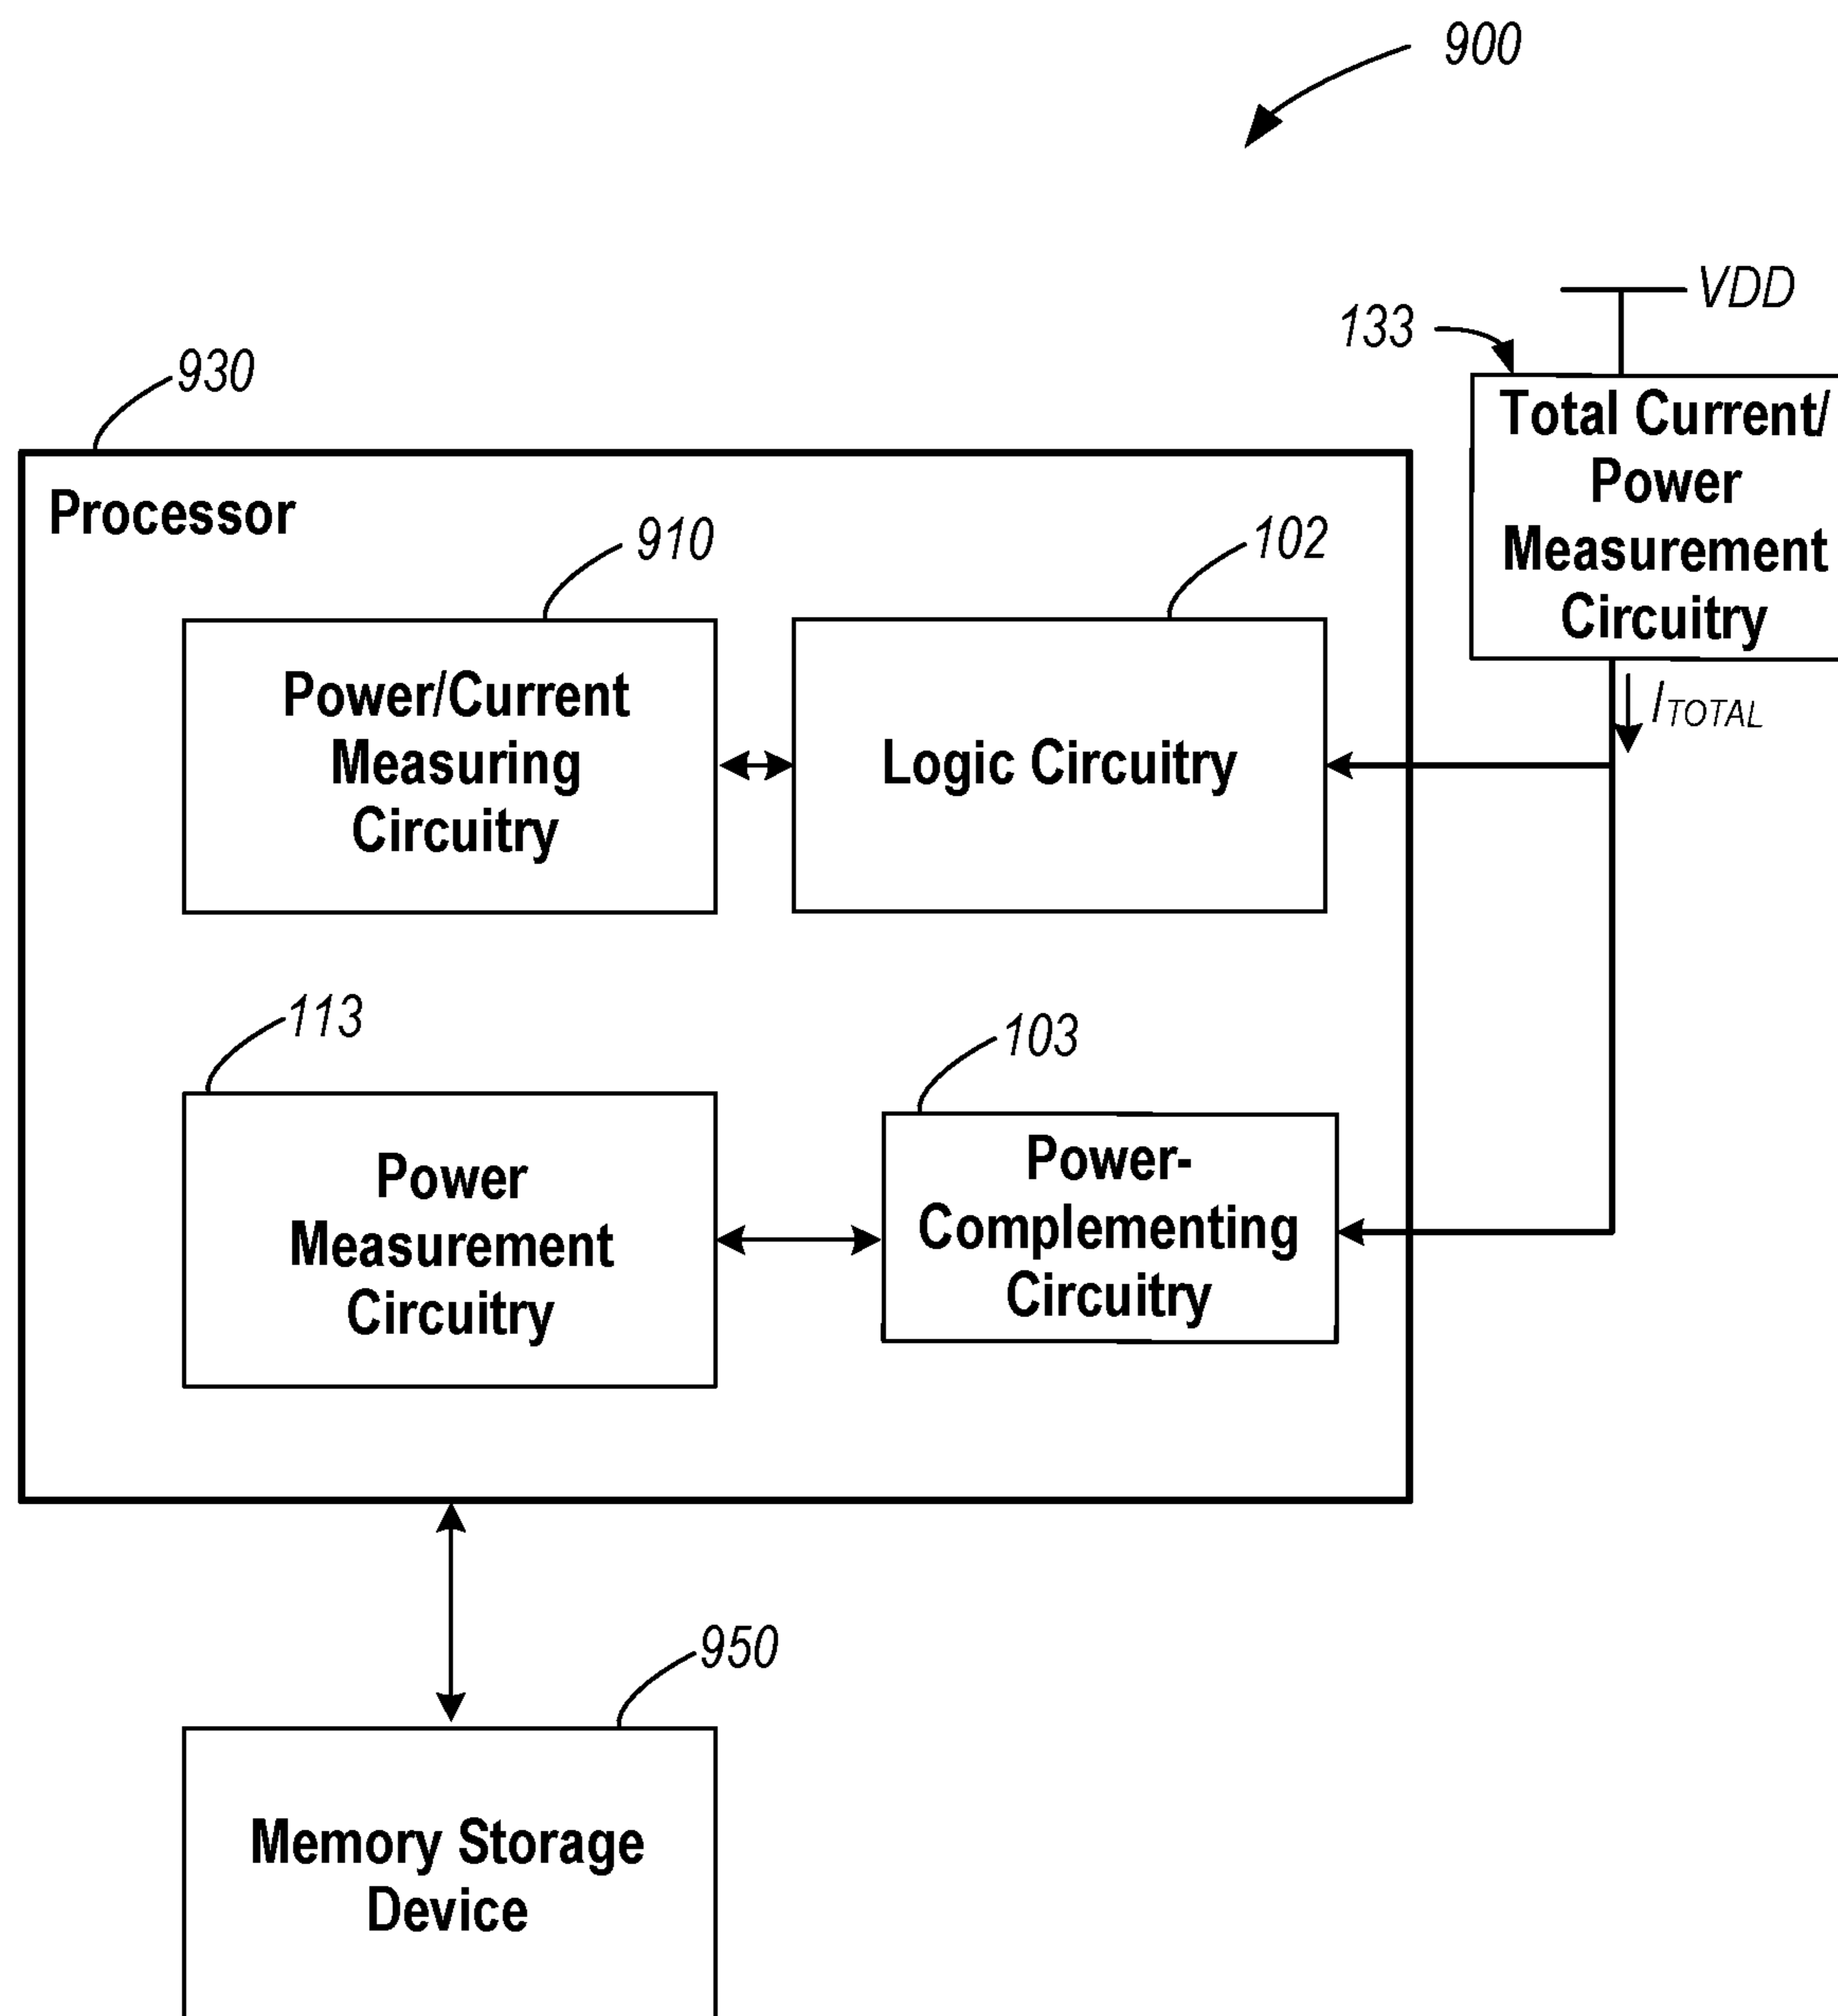 900
VDD
133
Total Current/
Power
Measurement
Circuitry
I TOTAL
930
Processor
910
102
Power/Current
Measuring
Circuitry
Logic Circuitry
113
103
Power
Measurement
Circuitry
Power-
Complementing
Circuitry
950
Memory Storage
Device